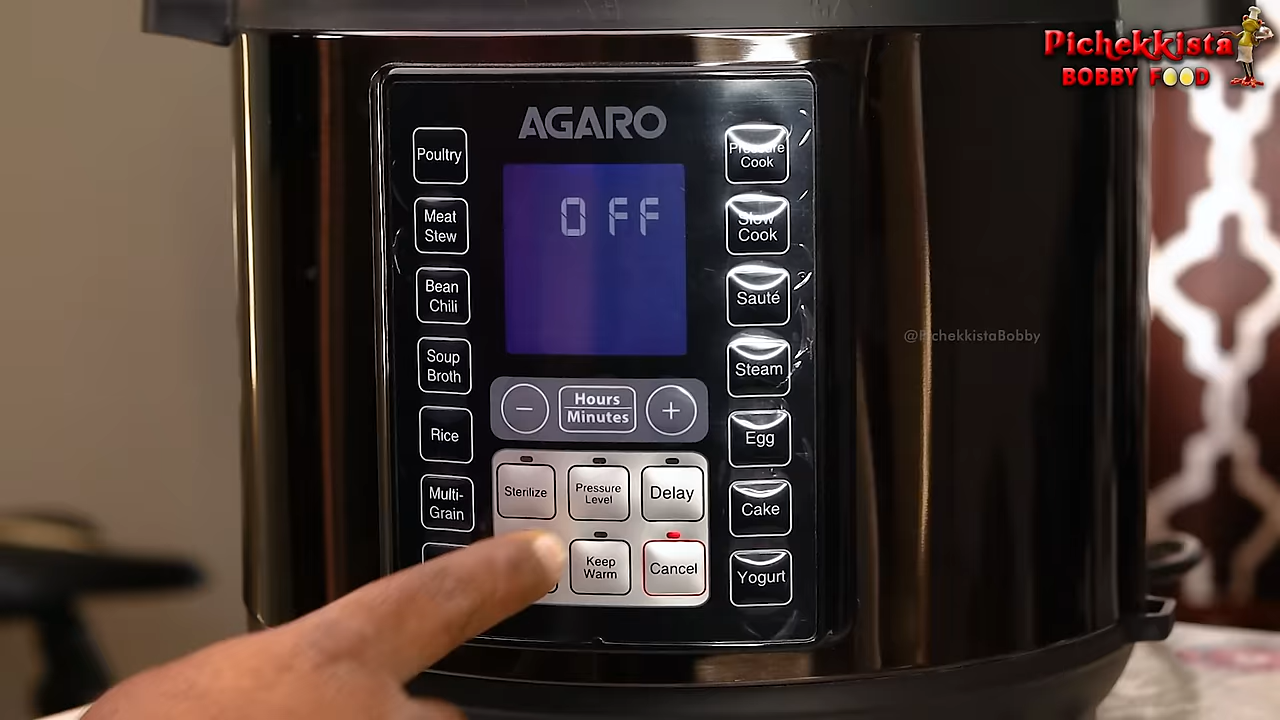 Pichekkista
BOBBY FOOD
AGARO
OFF
Poultry
Meat
Stew
Bean
Chili
Soup
Broth
Rice
Multi-
Grain
−
Hours
Minutes
+
Sterilize
Pressure
Level
Delay
Keep
Warm
Cancel
Pressure
Cook
Slow
Cook
Sauté
Steam
Egg
Cake
Yogurt
@PichekkistaBobby